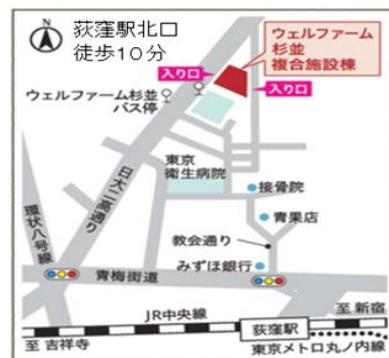 荻窪駅北口
徒歩10分
ウェルファーム
杉並
複合施設棟
入り口
入り口
ウェルファーム杉並
バス停
東京
衛生病院
日大二高通り
接骨院
環状八号線
青果店
教会通り
みずほ銀行
青梅街道
JR中央線
至 新宿
荻窪駅
至 吉祥寺
東京メトロ丸ノ内線